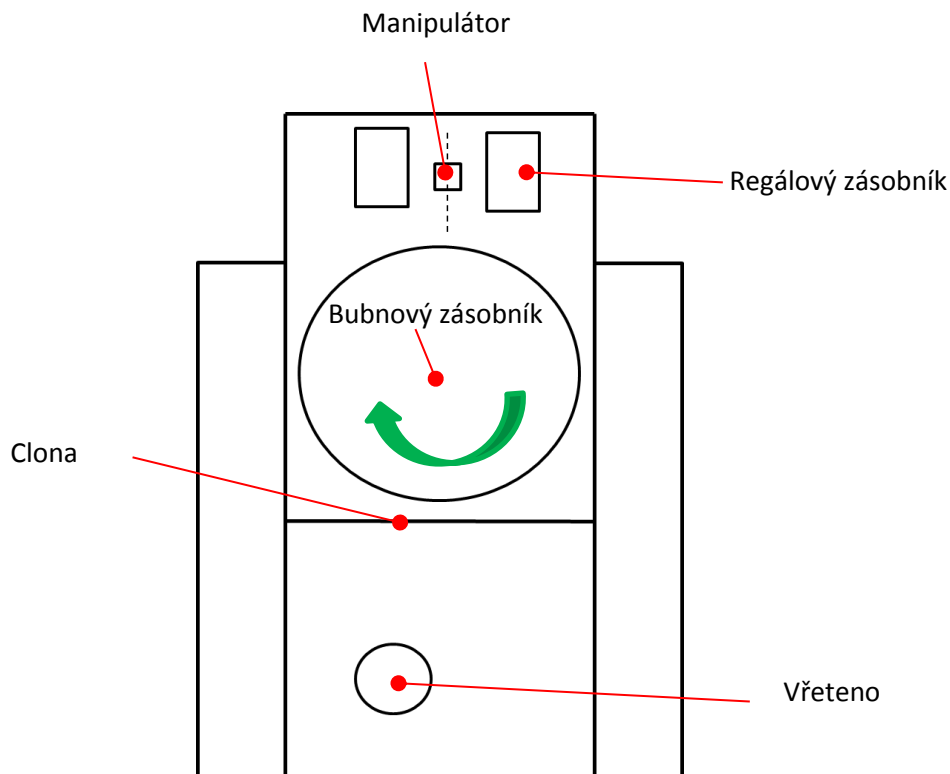 Manipulátor
Regálový zásobník
Bubnový zásobník
Clona
Vřeteno